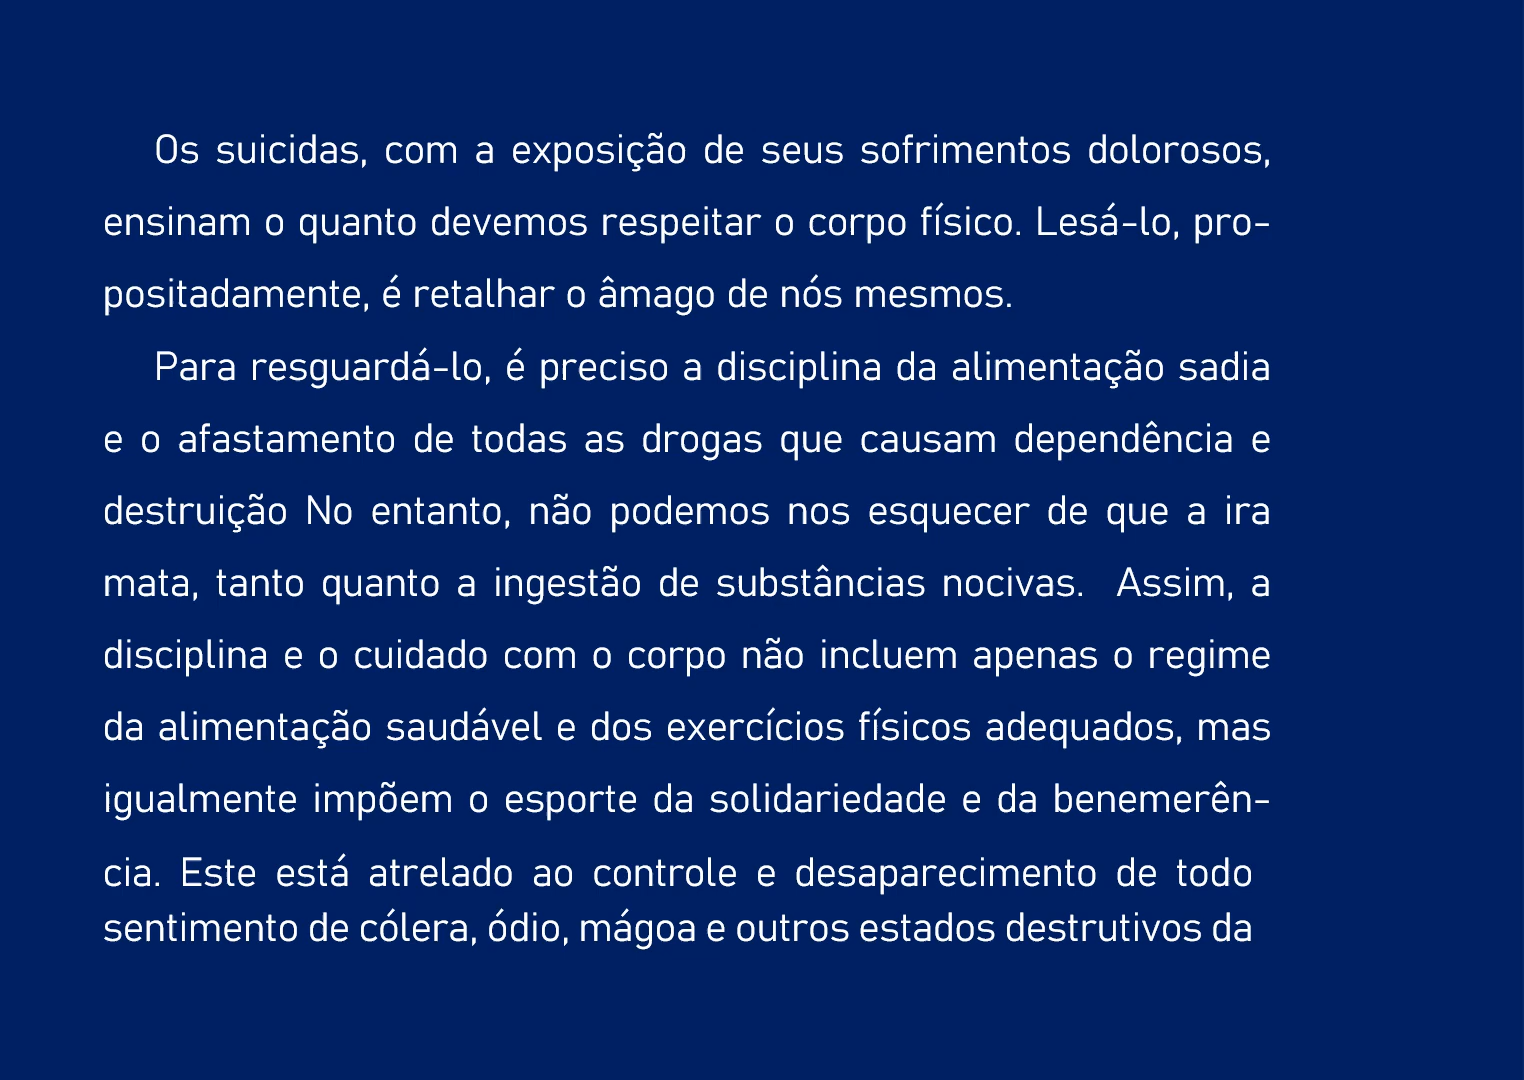 Os suicidas, com a exposição de seus sofrimentos dolorosos,
ensinam o quanto devemos respeitar o corpo físico. Lesá-lo, pro-
positadamente, é retalhar o âmago de nós mesmos.
Para resguardá-lo, é preciso a disciplina da alimentação sadia
e o afastamento de todas as drogas que causam dependência e
destruição No entanto, não podemos nos esquecer de que a ira
mata, tanto quanto a ingestão de substâncias nocivas.  Assim, a
disciplina e o cuidado com o corpo não incluem apenas o regime
da alimentação saudável e dos exercícios físicos adequados, mas
igualmente impõem o esporte da solidariedade e da benemerên-
cia. Este está atrelado ao controle e desaparecimento de todo
sentimento de cólera, ódio, mágoa e outros estados destrutivos da